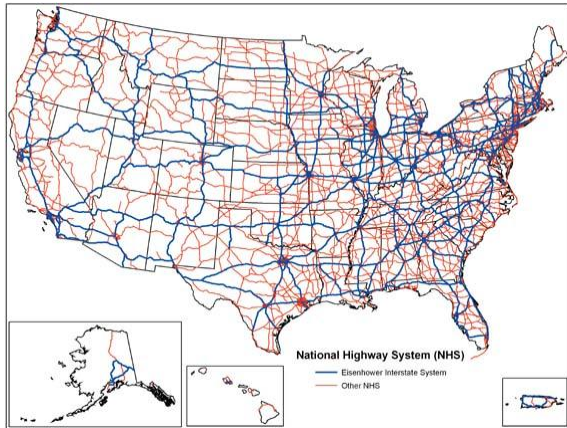 National Highway System (NHS)
Eisenhower Interstate System
Other NHS